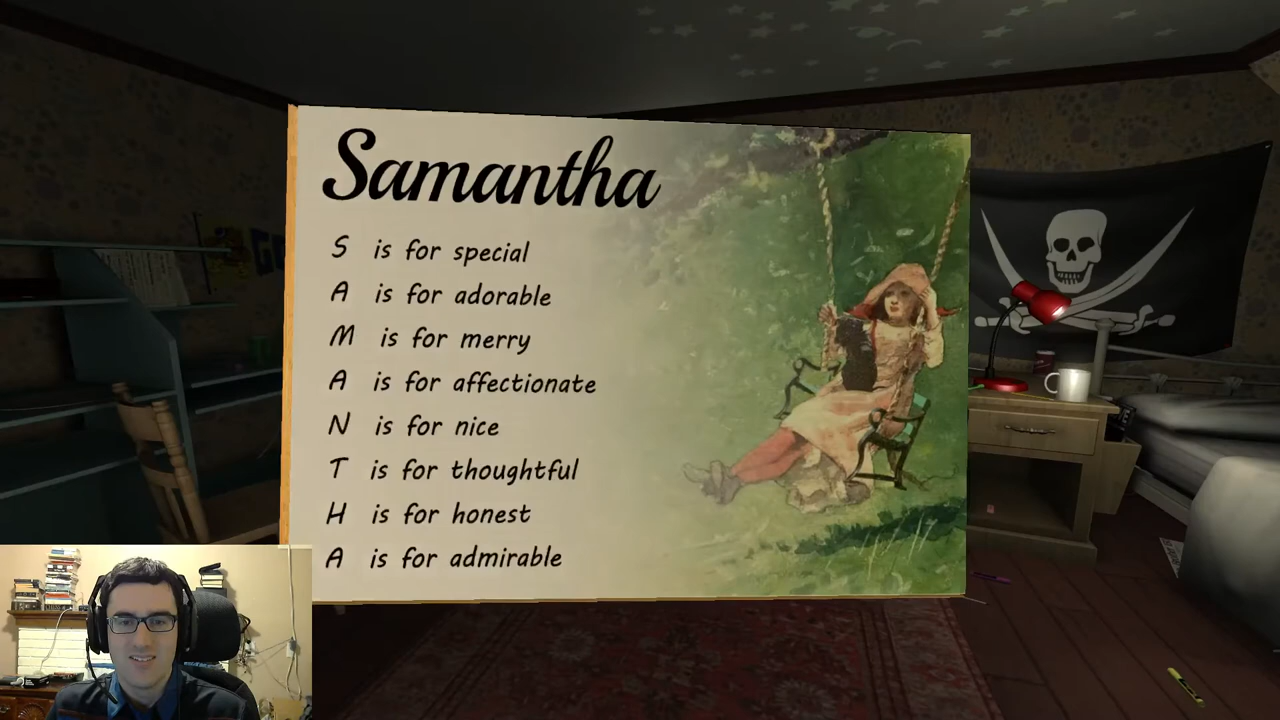 Samantha
S is for special
A is for adorable
M is for merry
A is for affectionate
N is for nice
T is for thoughtful
H is for honest
A is for admirable